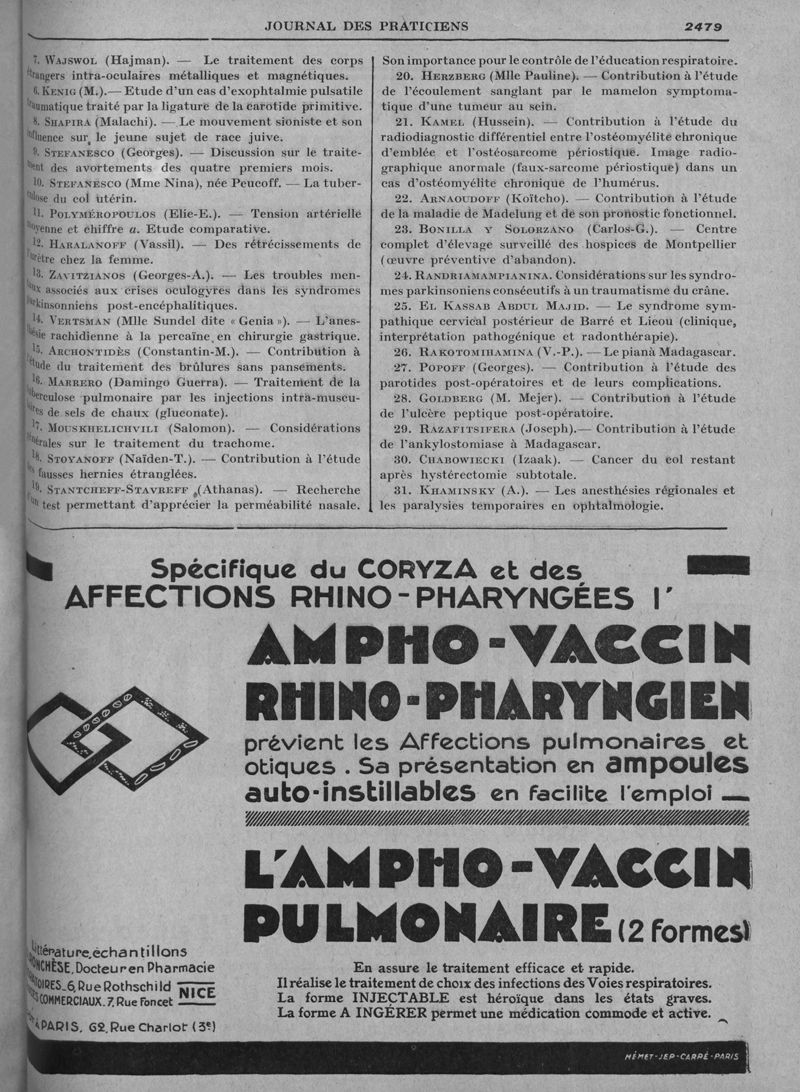 JOURNAL DES PRATICIENS 2479
7. WAJSWOL (Hajman). — Le traitement des corps
étrangers intra-oculaires métalliques et magnétiques.
6. KENIG (M.).— Etude d'un cas d'exophtalmie pulsatile
traumatique traité par la ligature de la carotide primitive.
8. SHAPIRA (Malachi). — Le mouvement sioniste et son
influence sur le jeune sujet de race juive.
9. STEFANESCO (Georges). — Discussion sur le traite-
ment des avortements des quatre premiers mois.
10. STEFANESCO (Mme Nina), née Peucoff. — La tuber-
culose du col utérin.
11. POLYMÉROPOULOS (Elie-E.). — Tension artérielle
moyenne et chiffre a. Etude comparative.
12. HARALANOFF (Vassil). — Des rétrécissements de
l'urètre chez la femme.
13. ZAVITZIANOS (Georges-A.). — Les troubles men-
taux associés aux crises oculogyres dans les syndromes
parkinsonniens post-encéphalitiques.
14. VERTSMAN (Mlle Sundel dite « Genia »). — L'anes-
thésie rachidienne à la percaïne en chirurgie gastrique.
15. ARCHONTIDÈS (Constantin-M.). — Contribution à
l'étude du traitement des brûlures sans pansements.
16. MARRERO (Damingo Guerra). — Traitement de la
tuberculose pulmonaire par les injections intra-muscu-
laires de sels de chaux (gluconate).
17. MOUSKHELICHVILI (Salomon). — Considérations
générales sur le traitement du trachome.
18. STOYANOFF (Naïden-T.). — Contribution à l'étude
des fausses hernies étranglées.
19. STANTCHEFF-STAVREFF (Athanas). — Recherche
d'un test permettant d'apprécier la perméabilité nasale.
Son importance pour le contrôle de l'éducation respiratoire.
20. HERZBERG (Mlle Pauline). — Contribution à l'étude
de l'écoulement sanglant par le mamelon symptoma-
tique d'une tumeur au sein.
21. KAMEL (Hussein). — Contribution à l'étude du
radiodiagnostic différentiel entre l'ostéomyélite chronique
d'emblée et l'ostéosarcome périostique. Image radio-
graphique anormale (faux-sarcome périostique) dans un
cas d'ostéomyélite chronique de l'humérus.
22. ARNAOUDOFF (Koïtcho). — Contribution à l'étude
de la maladie de Madelung et de son pronostic fonctionnel.
23. BONILLA Y SOLORZANO (Carlos-G.). — Centre
complet d'élevage surveillé des hospices de Montpellier
(œuvre préventive d'abandon).
24. RANDRIAMAMPIANINA. Considérations sur les syndro-
mes parkinsoniens consécutifs à un traumatisme du crâne.
25. EL KASSAB ABDUL MAJID. — Le syndrome sym-
pathique cervical postérieur de Barré et Lieou (clinique,
interprétation pathogénique et radonthérapie).
26. RAKOTOMIHAMINA (V.-P.). — Le pian à Madagascar.
27. POPOFF (Georges). — Contribution à l'étude des
parotides post-opératoires et de leurs complications.
28. GOLDBERG (M. Mejer). — Contribution à l'étude
de l'ulcère peptique post-opératoire.
29. RAZAFITSIFERA (Joseph).— Contribution à l'étude
de l'ankylostomiase à Madagascar.
30. CHABOWIECKI (Izaak). — Cancer du col restant
après hystérectomie subtotale.
31. KHAMINSKY (A.). — Les anesthésies régionales et
les paralysies temporaires en ophtalmologie.
Spécifique du CORYZA et des
AFFECTIONS RHINO-PHARYNGÉES l'
AMPHO-VACCIN
RHINO-PHARYNGIEN
prévient les Affections pulmonaires et
otiques . Sa présentation en ampoules
auto-instillables en facilite l'emploi
L'AMPHO-VACCIN
PULMONAIRE (2 formes)
Littérature, échantillons
RONCHÈSE, Docteur en Pharmacie
TOIRES_6, Rue Rothschild
COMMERCIAUX. 7, Rue Foncet
NICE
à PARIS, 62, Rue Charlot (3e)
En assure le traitement efficace et rapide.
Il réalise le traitement de choix des infections des Voies respiratoires.
La forme INJECTABLE est héroïque dans les états graves.
La forme A INGÉRER permet une médication commode et active.
HÉMET-JEP-CARRÉ-PARIS